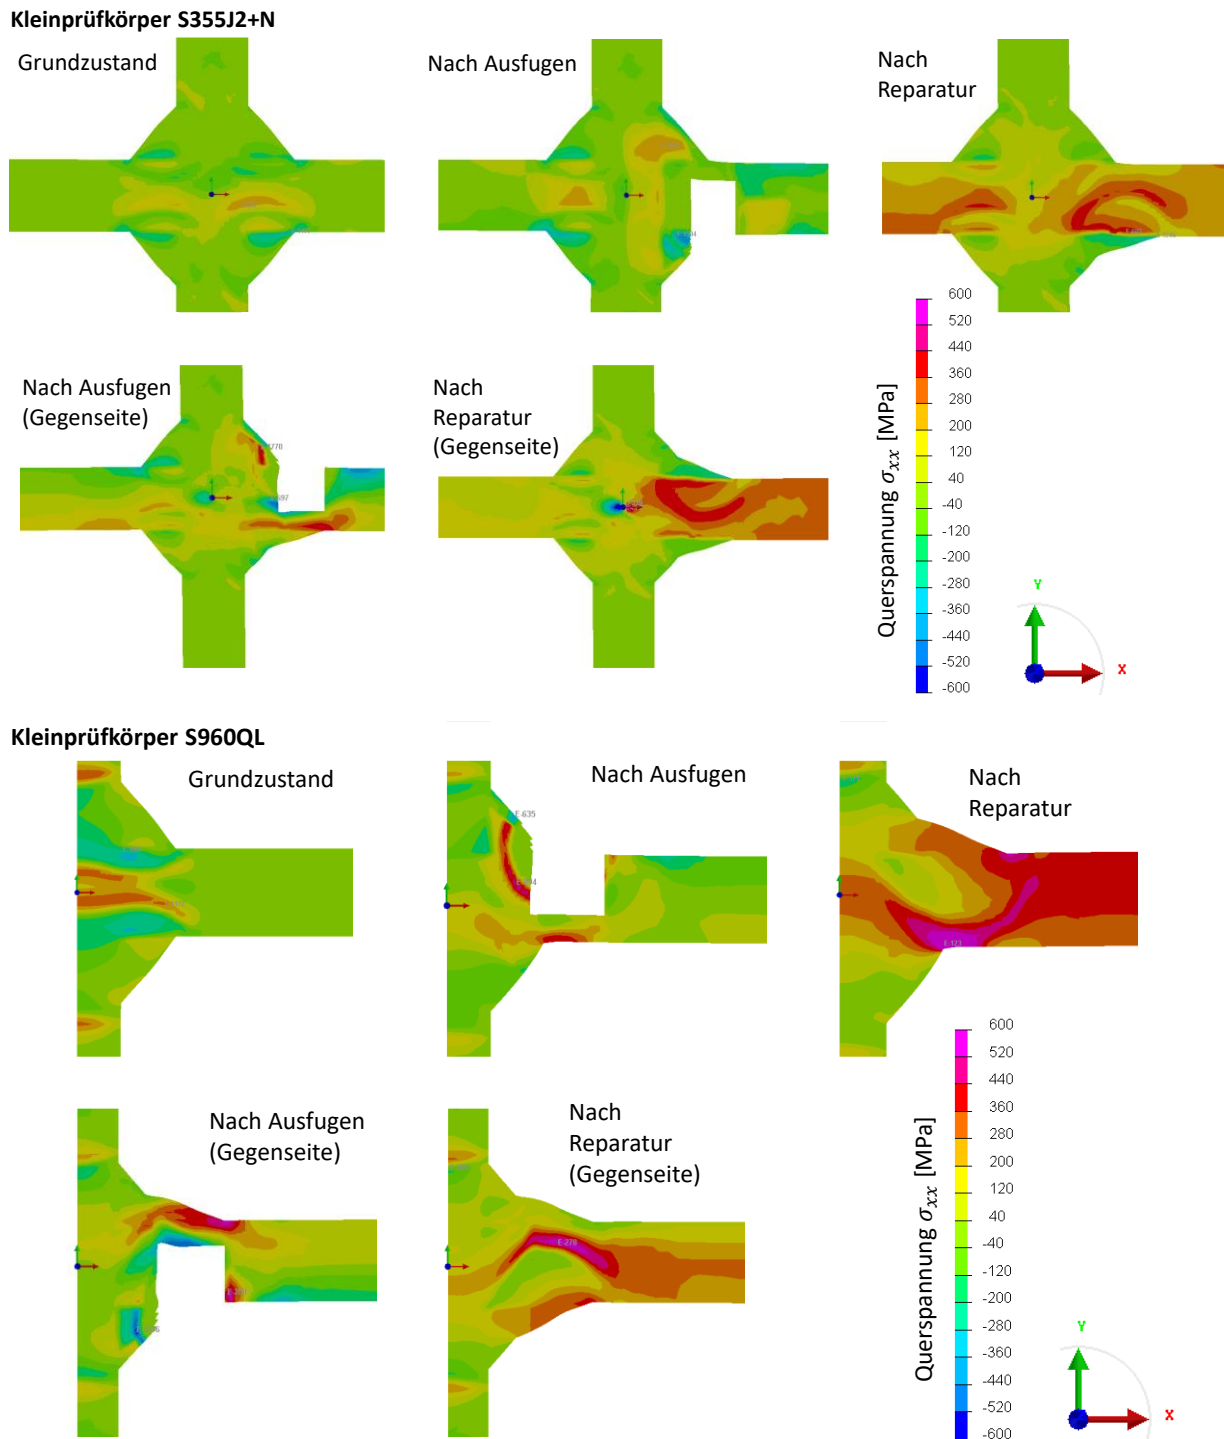 Kleinprüfkörper S355J2+N
Grundzustand
Nach Ausfugen
Nach
Reparatur
Nach Ausfugen
(Gegenseite)
Nach
Reparatur
(Gegenseite)
Querspannung σxx [MPa]
600
520
440
360
280
200
120
40
-40
-120
-200
-280
-360
-440
-520
-600
Y
X
Kleinprüfkörper S960QL
Grundzustand
Nach Ausfugen
E-635
Nach
Reparatur
E-173
Nach Ausfugen
(Gegenseite)
Nach
Reparatur
(Gegenseite)
E-278
Querspannung σxx [MPa]
600
520
440
360
280
200
120
40
-40
-120
-200
-280
-360
-440
-520
-600
Y
X